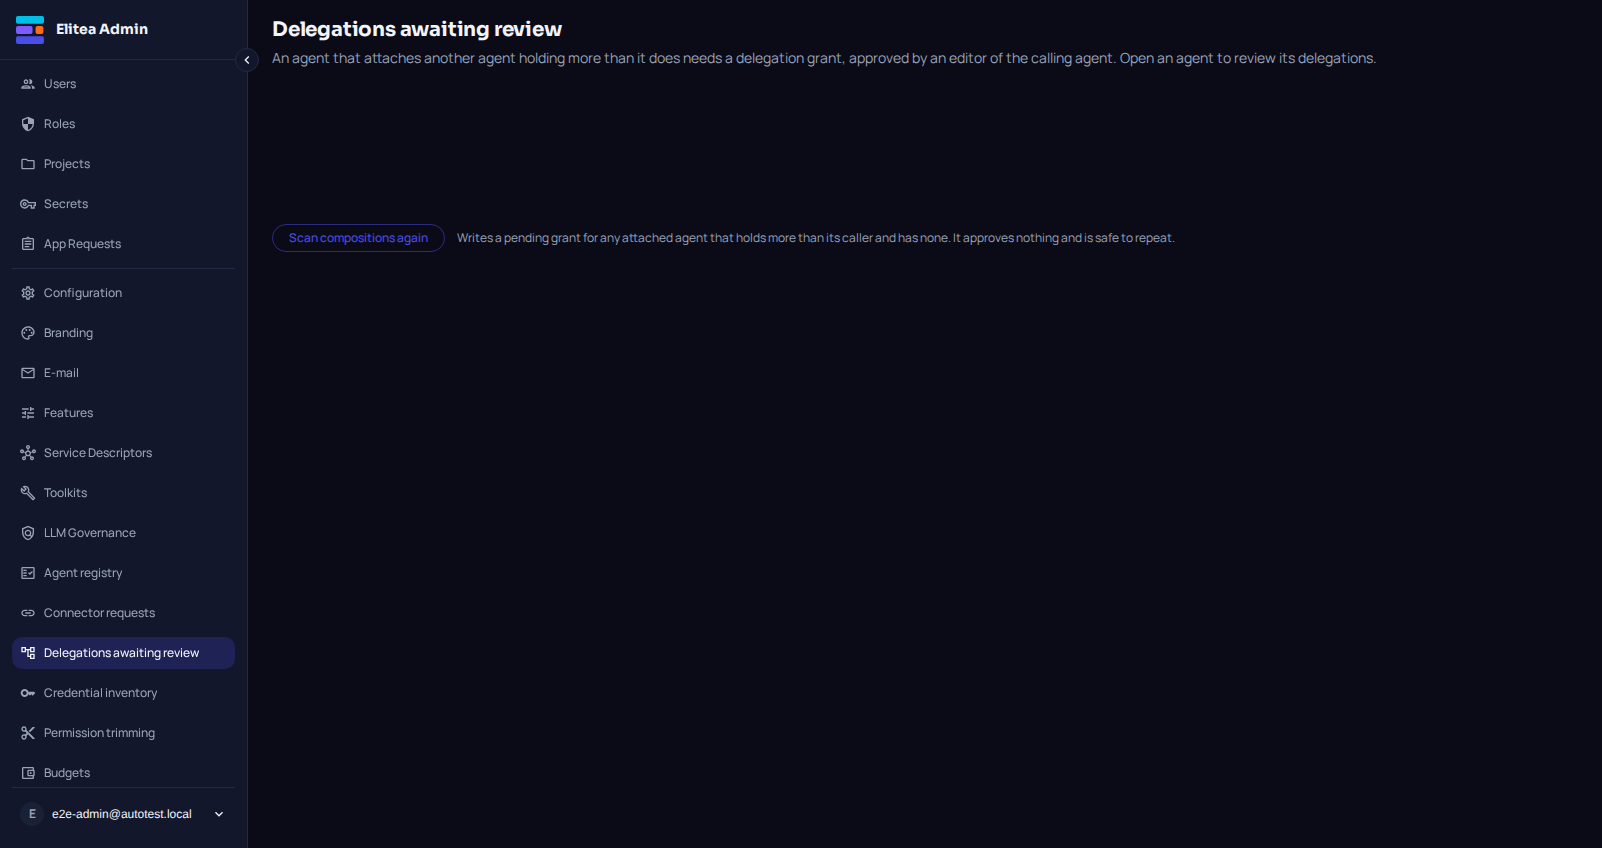 Elitea Admin
Users
Roles
Projects
Secrets
App Requests
Configuration
Branding
E-mail
Features
Service Descriptors
Toolkits
LLM Governance
Agent registry
Connector requests
Delegations awaiting review
Credential inventory
Permission trimming
Budgets
E
e2e-admin@autotest.local
Delegations awaiting review
An agent that attaches another agent holding more than it does needs a delegation grant, approved by an editor of the calling agent. Open an agent to review its delegations.
Scan compositions again
Writes a pending grant for any attached agent that holds more than its caller and has none. It approves nothing and is safe to repeat.